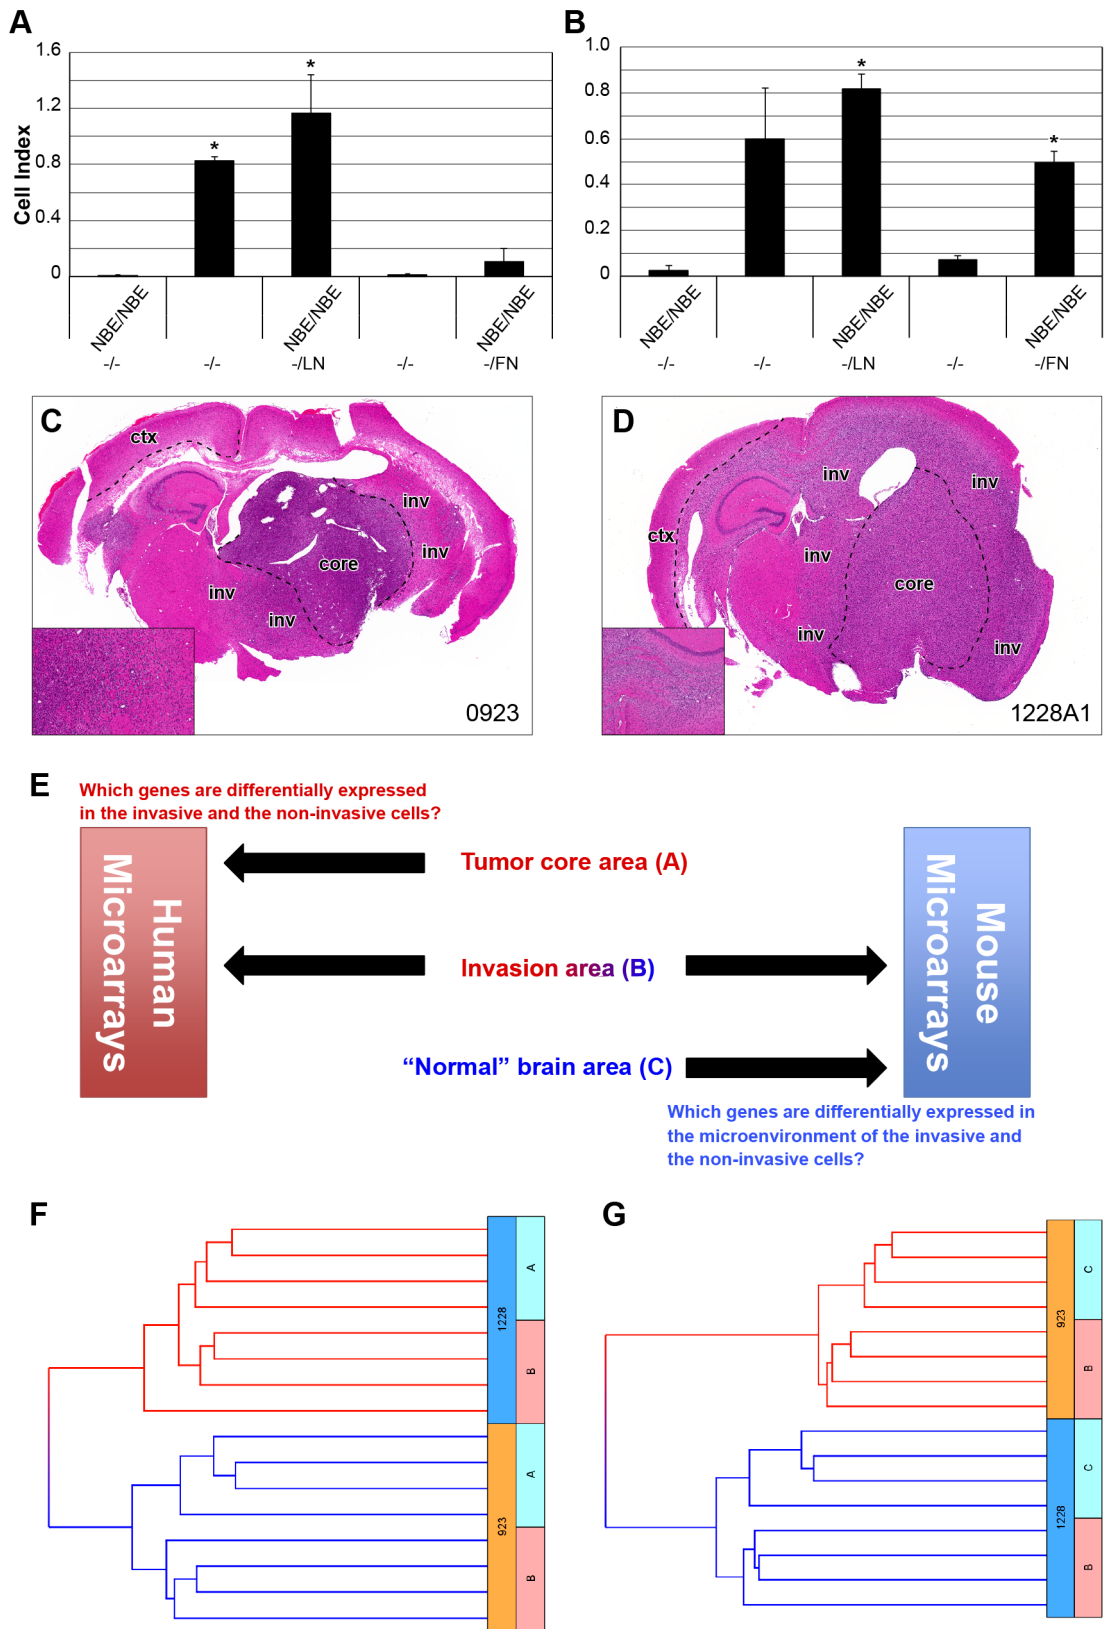 A
1.6
1.2
0.8
0.4
0
Cell Index
*
*
NBE/NBE
NBE/NBE
NBE/NBE
-/-
-/-
-/LN
-/-
-/FN
B
1.0
0.8
0.6
0.4
0.2
0
*
*
NBE/NBE
NBE/NBE
NBE/NBE
-/-
-/-
-/LN
-/-
-/FN
C
ctx
inv
inv
core
inv
inv
0923
D
inv
inv
ctx
inv
core
inv
inv
1228A1
E
Which genes are differentially expressed
in the invasive and the non-invasive cells?
Human
Microarrays
Tumor core area (A)
Invasion area (B)
“Normal” brain area (C)
Mouse
Microarrays
Which genes are differentially expressed in
the microenvironment of the invasive and
the non-invasive cells?
F
1228
A
B
923
A
B
G
923
C
B
1228
C
B